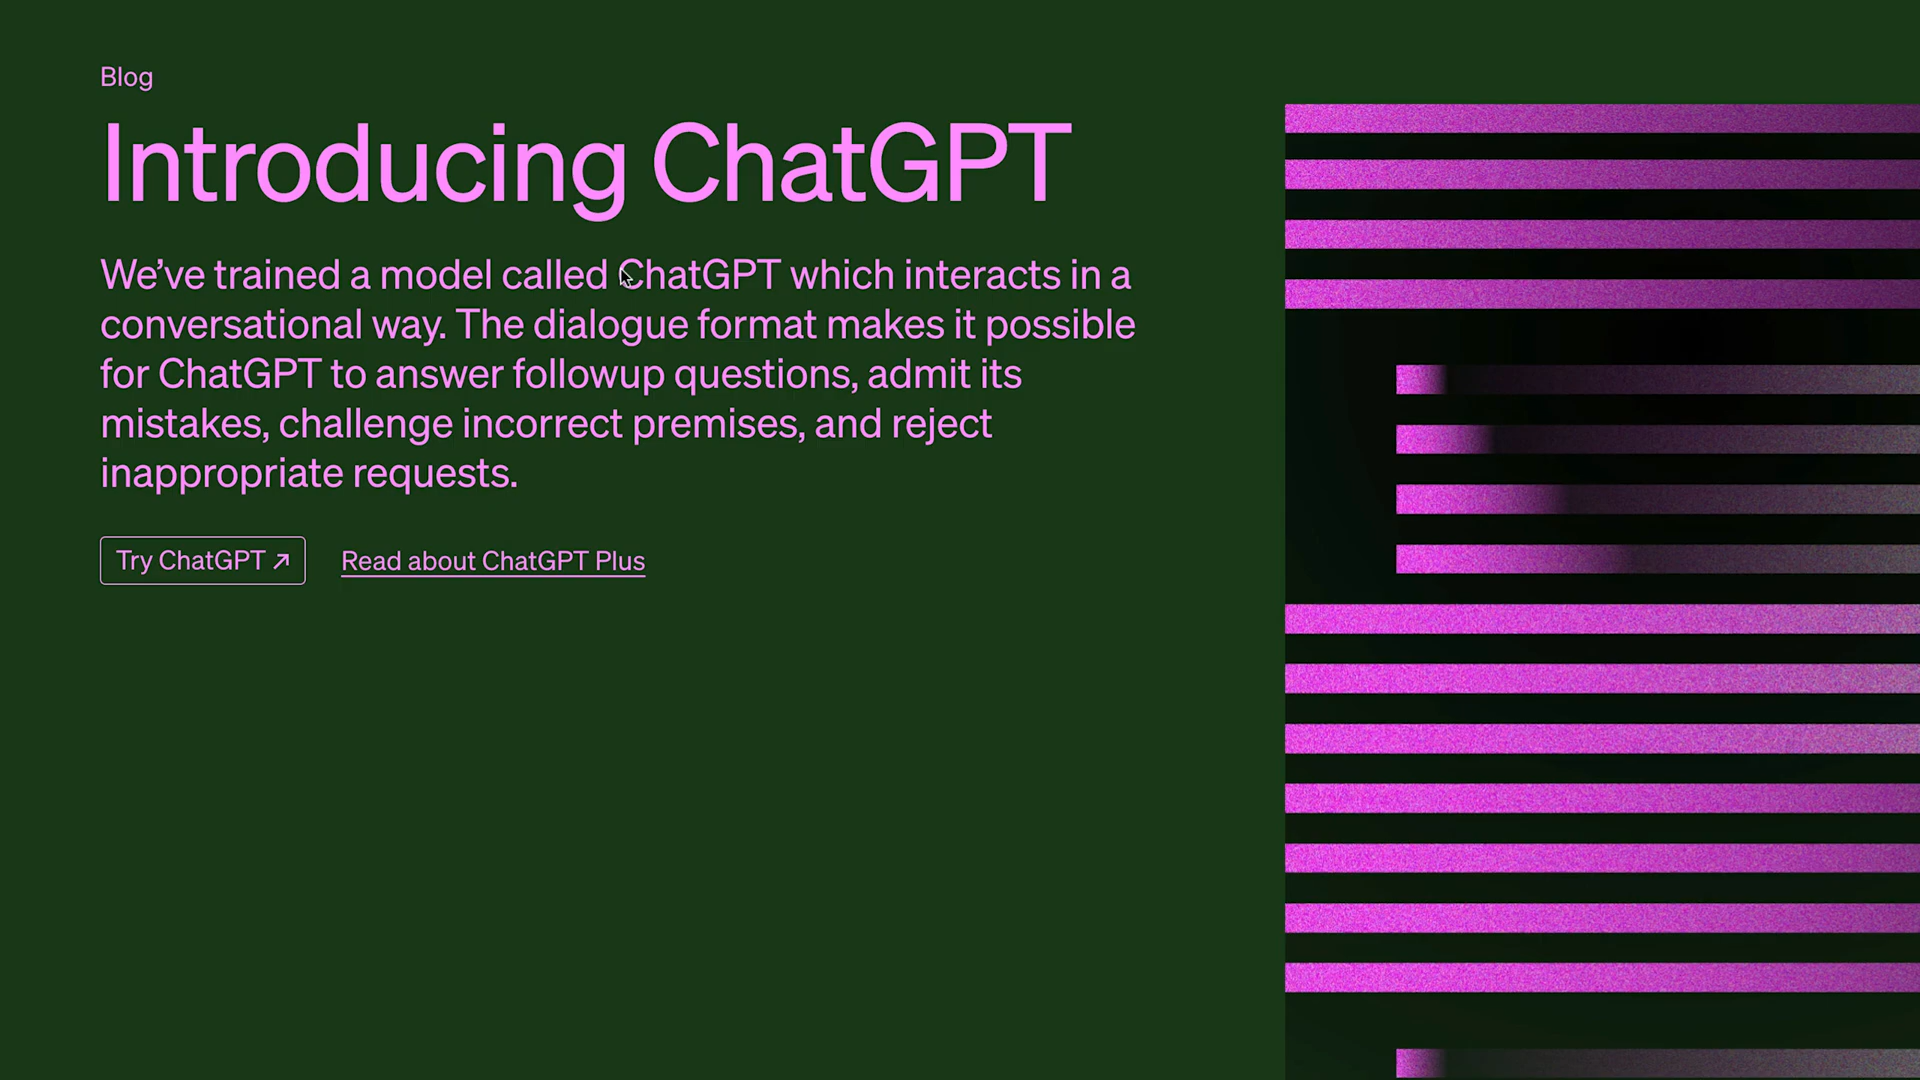 Blog
Introducing ChatGPT
We’ve trained a model called ChatGPT which interacts in a
conversational way. The dialogue format makes it possible
for ChatGPT to answer followup questions, admit its
mistakes, challenge incorrect premises, and reject
inappropriate requests.
Try ChatGPT ↗ Read about ChatGPT Plus